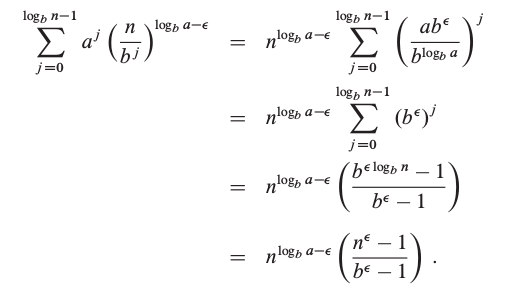 \sum_{j=0}^{\log_b n-1} a^j \left( \frac{n}{b^j} \right)^{\log_b a-\epsilon} = n^{\log_b a-\epsilon} \sum_{j=0}^{\log_b n-1} \left( \frac{ab^\epsilon}{b^{\log_b a}} \right)^j
= n^{\log_b a-\epsilon} \sum_{j=0}^{\log_b n-1} (b^\epsilon)^j
= n^{\log_b a-\epsilon} \left( \frac{b^{\epsilon \log_b n} - 1}{b^\epsilon - 1} \right)
= n^{\log_b a-\epsilon} \left( \frac{n^\epsilon - 1}{b^\epsilon - 1} \right) .